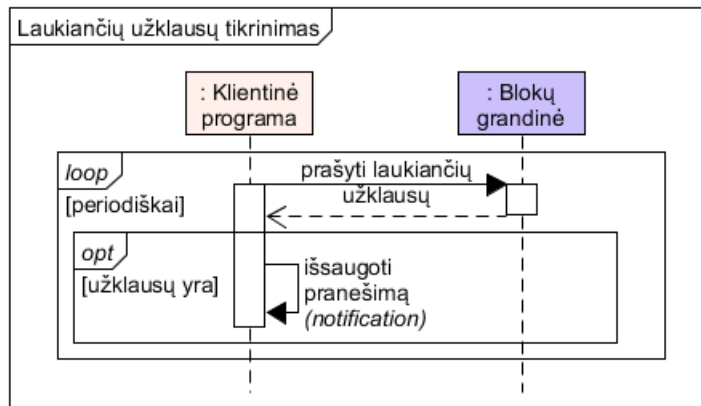 Laukiančių užklausų tikrinimas
: Klientinė
programa
: Blokų
grandinė
loop
[periodiškai]
prašyti laukiančių
užklausų
opt
[užklausų yra]
išsaugoti
pranešimą
(notification)